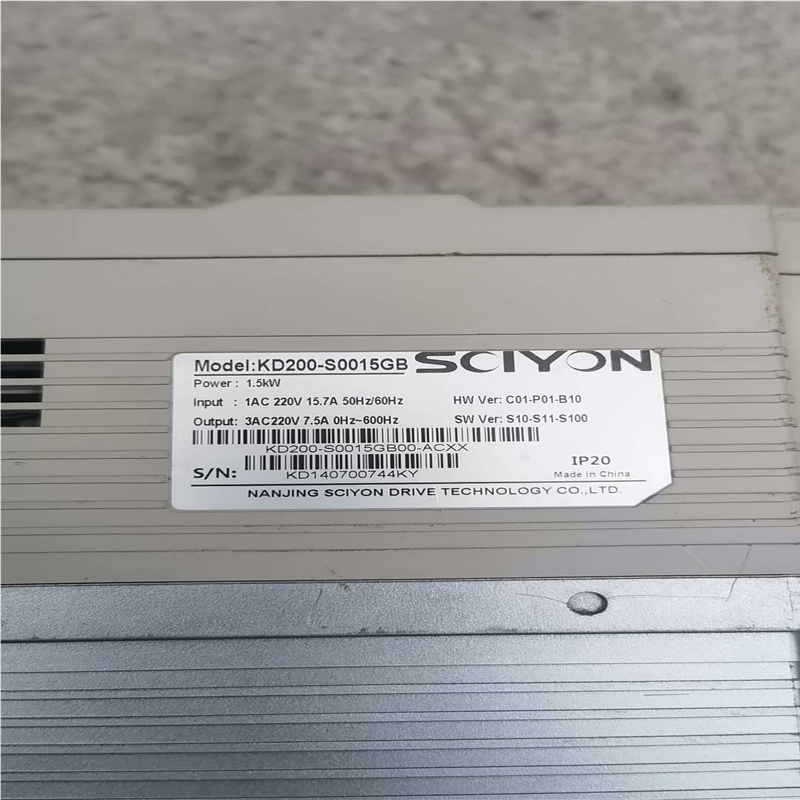 Model:KD200-S0015GB SCIYON
Power : 1.5kW
Input : 1AC 220V 15.7A 50Hz/60Hz HW Ver: C01-P01-B10
Output: 3AC220V 7.5A 0Hz~600Hz SW Ver: S10-S11-S100
KD200-S0015GB00-ACXX
S/N: KD140700744KY
IP20
Made in China
NANJING SCIYON DRIVE TECHNOLOGY CO.,LTD.